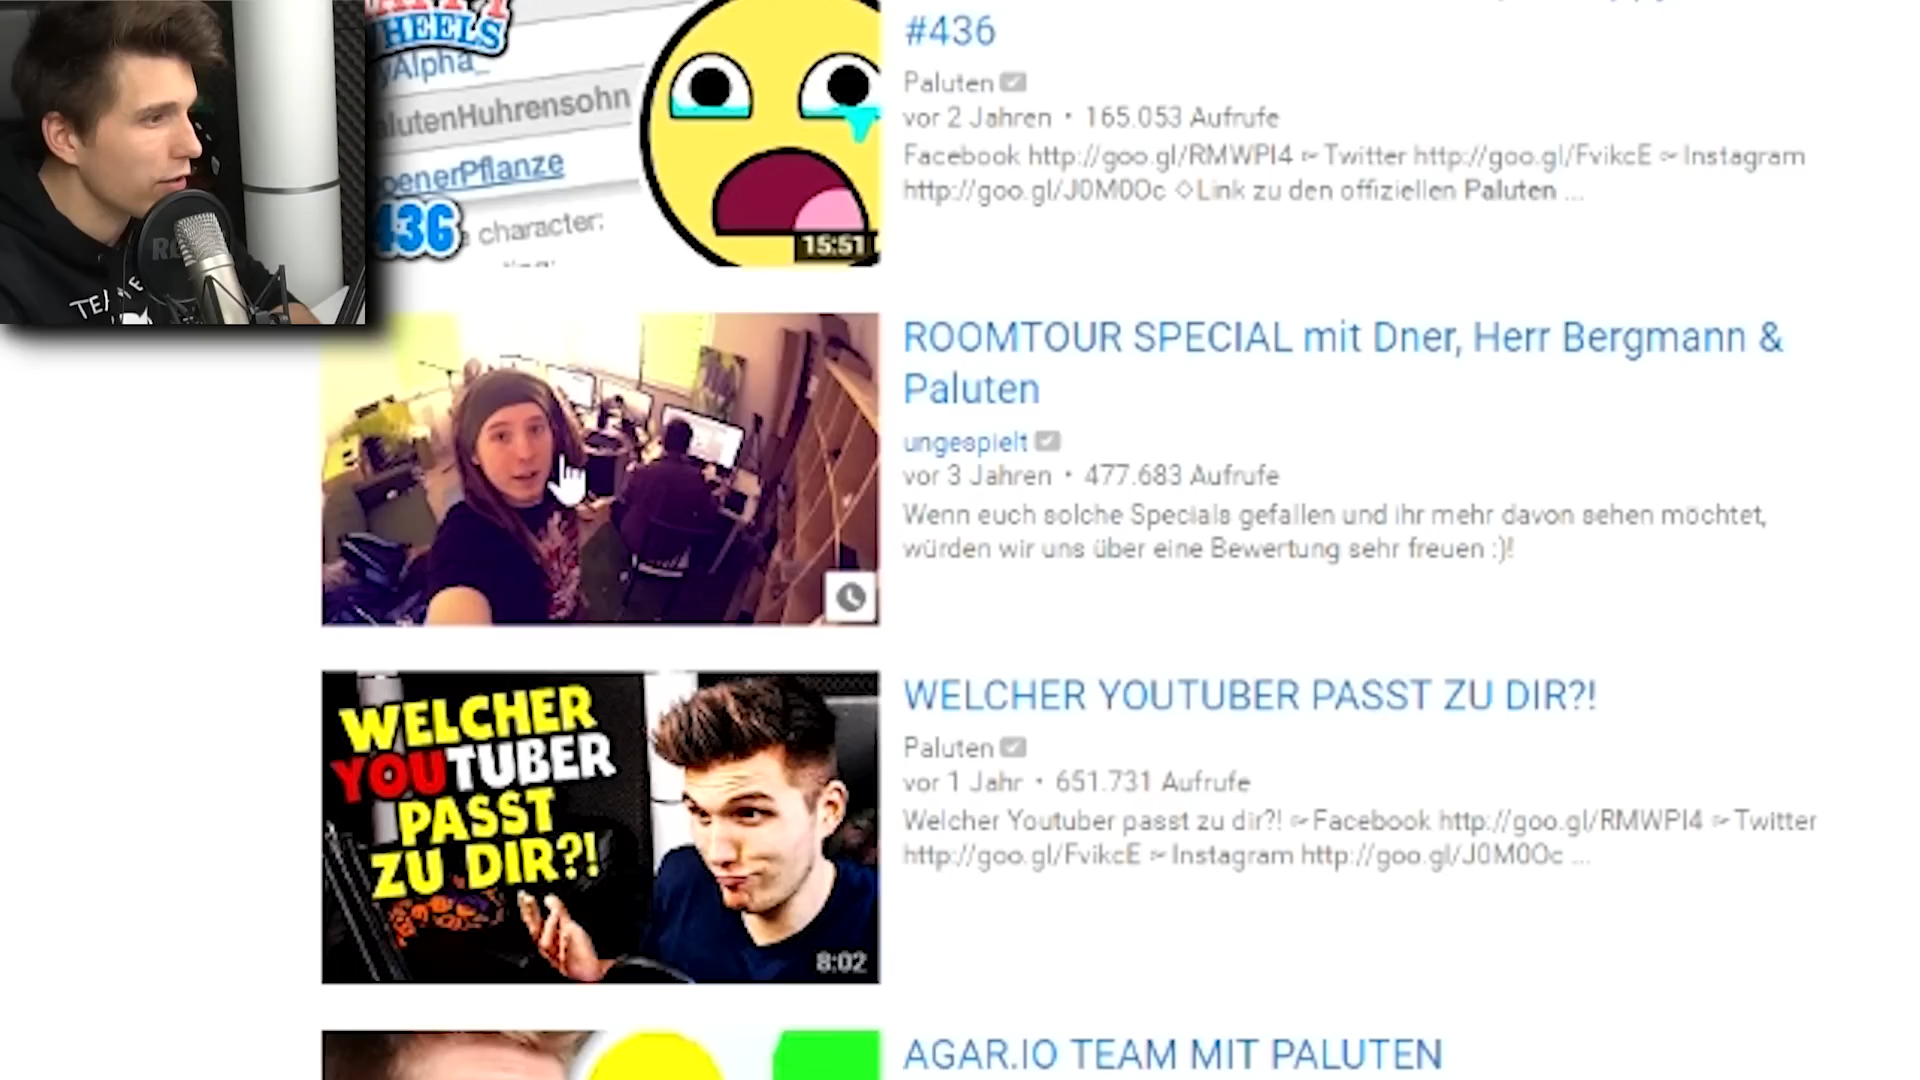 HEELS
#436
yAlpha_
Paluten
alutenHuhrensohn
vor 2 Jahren • 165.053 Aufrufe
oenerPflanze
Facebook http://goo.gl/RMWPI4 ✂Twitter http://goo.gl/FvikcE ✂Instagram
http://goo.gl/J0M0Oc ◇Link zu den offiziellen Paluten ...
436
character:
15:51
ROOMTOUR SPECIAL mit Dner, Herr Bergmann &
Paluten
ungespielt
vor 3 Jahren • 477.683 Aufrufe
Wenn euch solche Specials gefallen und ihr mehr davon sehen möchtet,
würden wir uns über eine Bewertung sehr freuen :)!
WELCHER
YOUTUBER
PASST
ZU DIR?!
8:02
WELCHER YOUTUBER PASST ZU DIR?!
Paluten
vor 1 Jahr • 651.731 Aufrufe
Welcher Youtuber passt zu dir?! ✂Facebook http://goo.gl/RMWPI4 ✂Twitter
http://goo.gl/FvikcE ✂Instagram http://goo.gl/J0M0Oc ...
AGAR.IO TEAM MIT PALUTEN